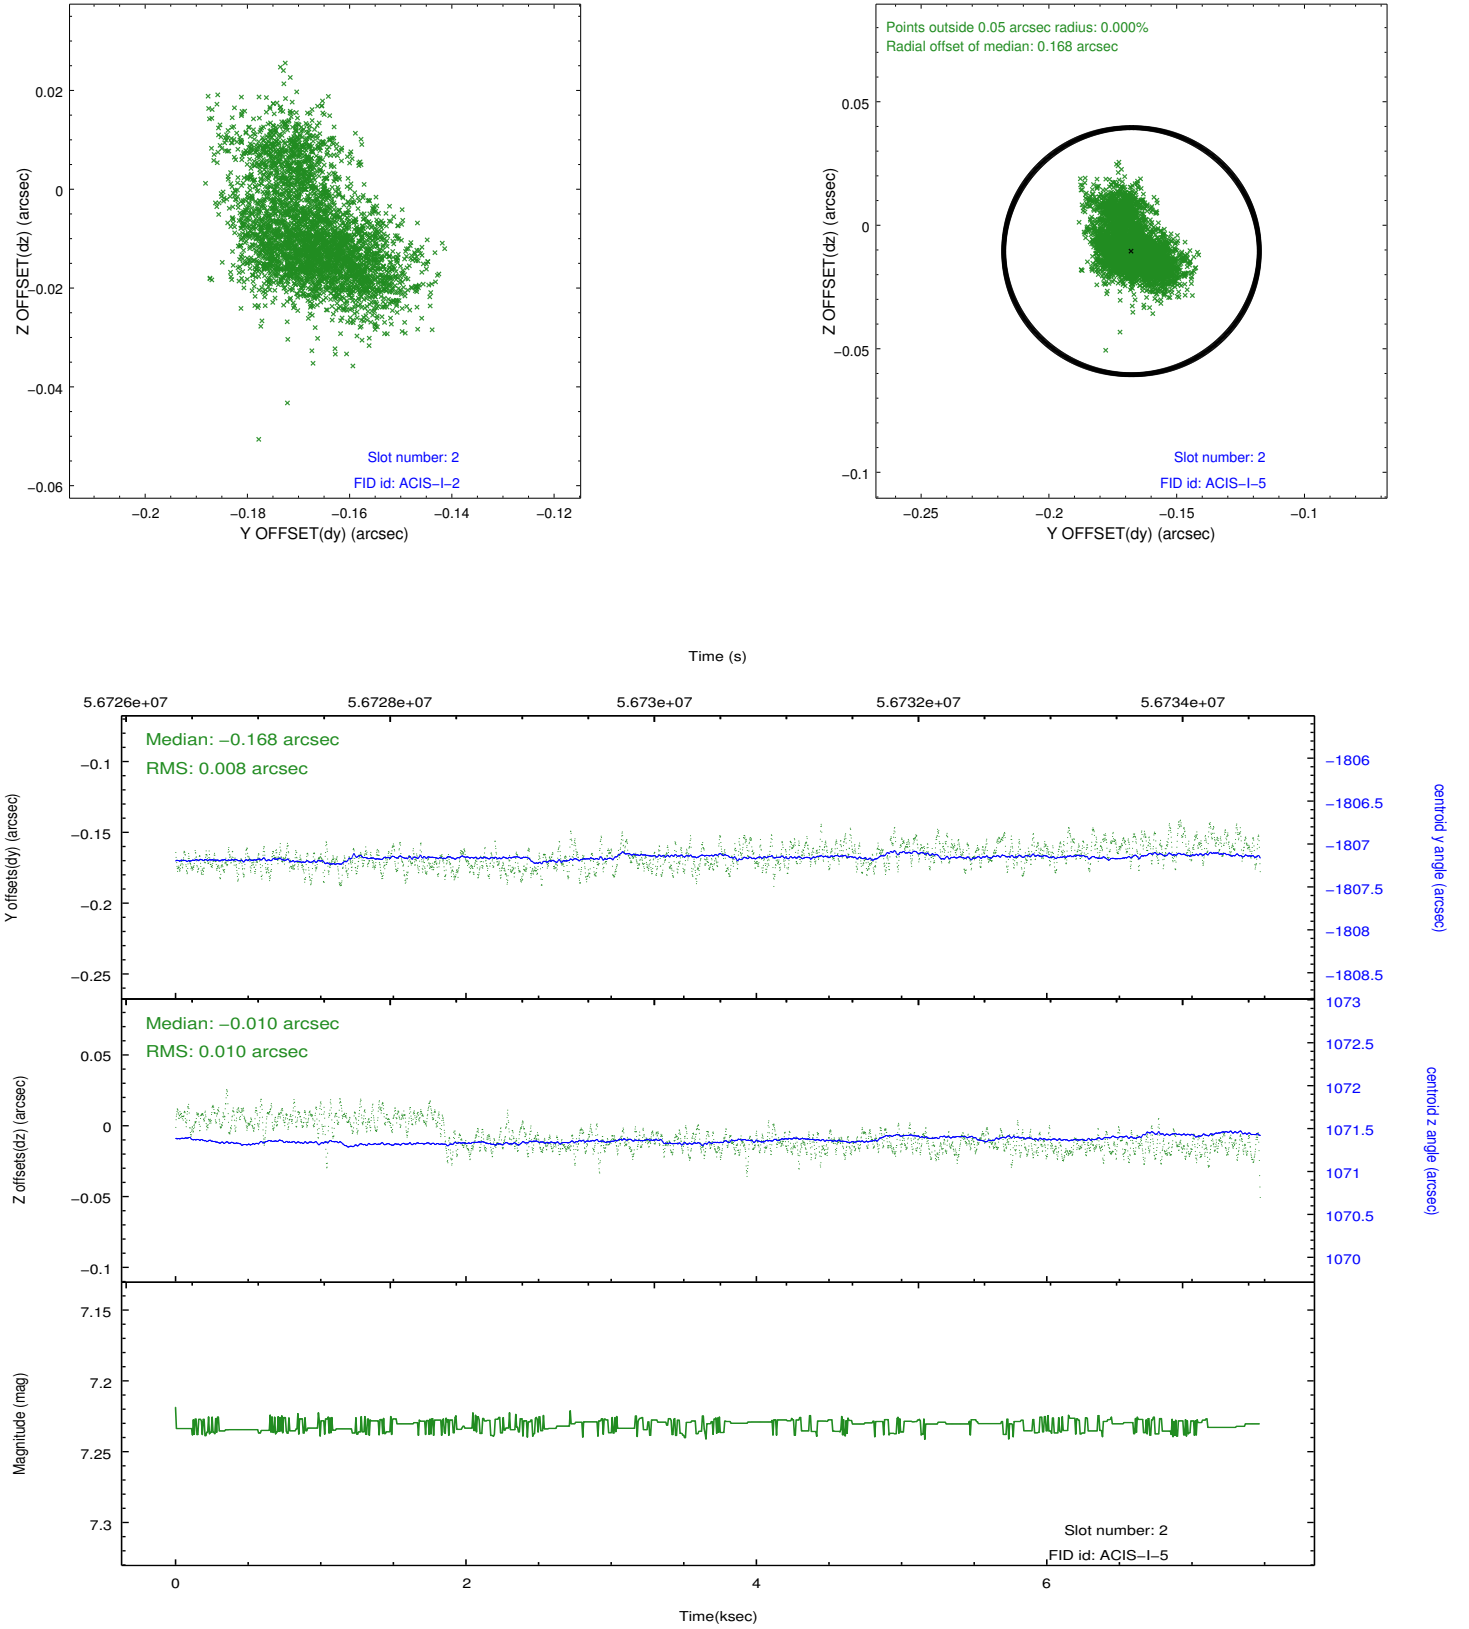 0.02
0
−0.02
−0.04
−0.06
Z OFFSET(dz) (arcsec)
Slot number: 2
FID id: ACIS−I−2
−0.2
−0.18
−0.16
−0.14
−0.12
Y OFFSET(dy) (arcsec)
Points outside 0.05 arcsec radius: 0.000%
Radial offset of median: 0.168 arcsec
0.05
0
−0.05
−0.1
Z OFFSET(dz) (arcsec)
Slot number: 2
FID id: ACIS−I−5
−0.25
−0.2
−0.15
−0.1
Y OFFSET(dy) (arcsec)
Time (s)
5.6726e+07
5.6728e+07
5.673e+07
5.6732e+07
5.6734e+07
Median: −0.168 arcsec
RMS: 0.008 arcsec
−0.1
−0.15
−0.2
−0.25
Y offsets(dy) (arcsec)
−1806
−1806.5
−1807
−1807.5
−1808
−1808.5
centroid y angle (arcsec)
Median: −0.010 arcsec
RMS: 0.010 arcsec
0.05
0
−0.05
−0.1
Z offsets(dz) (arcsec)
1073
1072.5
1072
1071.5
1071
1070.5
1070
centroid z angle (arcsec)
7.15
7.2
7.25
7.3
Magnitude (mag)
Slot number: 2
FID id: ACIS−I−5
0
2
4
6
Time(ksec)